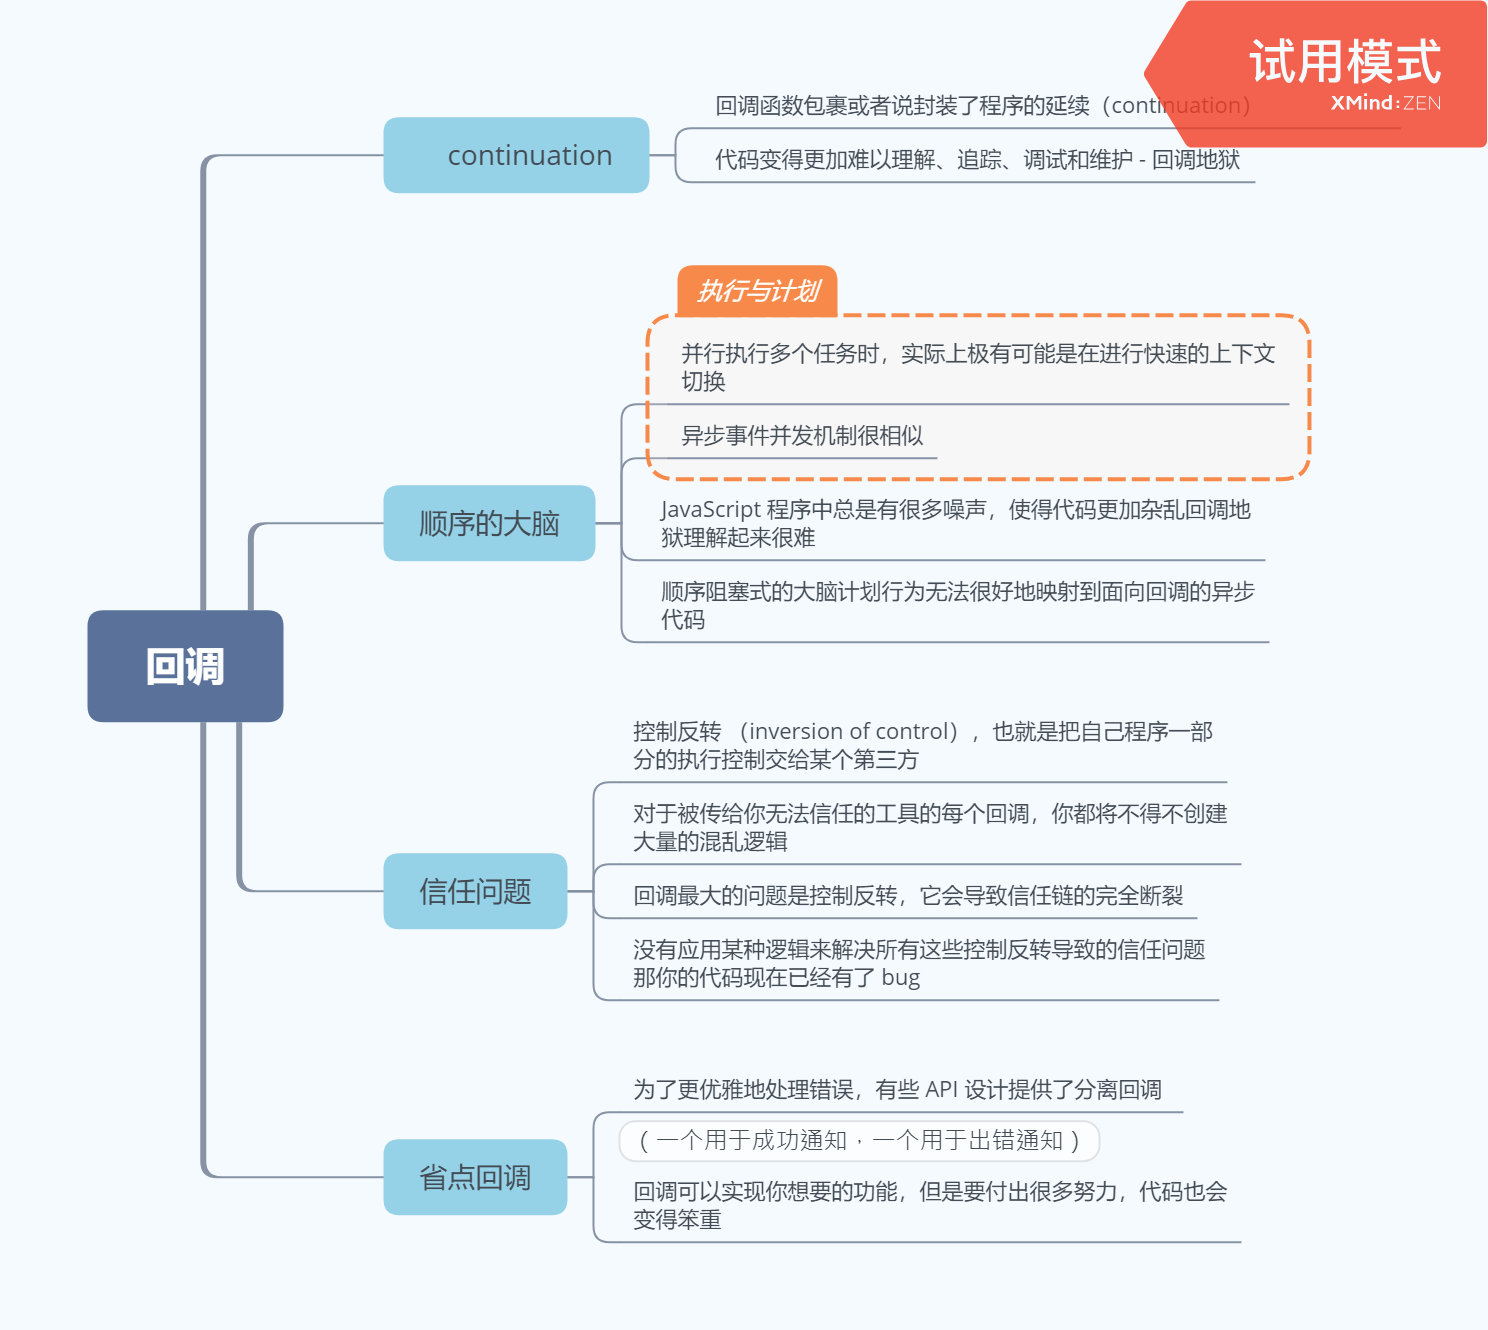 试用模式
XMind:ZEN
回调函数包裹或者说封装了程序的延续（continuation）
continuation
代码变得更加难以理解、追踪、调试和维护 - 回调地狱
执行与计划
并行执行多个任务时，实际上极有可能是在进行快速的上下文
切换
异步事件并发机制很相似
顺序的大脑
JavaScript 程序中总是有很多噪声，使得代码更加杂乱回调地
狱理解起来很难
顺序阻塞式的大脑计划行为无法很好地映射到面向回调的异步
代码
回调
控制反转 （inversion of control），也就是把自己程序一部
分的执行控制交给某个第三方
对于被传给你无法信任的工具的每个回调，你都将不得不创建
大量的混乱逻辑
信任问题
回调最大的问题是控制反转，它会导致信任链的完全断裂
没有应用某种逻辑来解决所有这些控制反转导致的信任问题
那你的代码现在已经有了 bug
为了更优雅地处理错误，有些 API 设计提供了分离回调
（一个用于成功通知，一个用于出错通知）
省点回调
回调可以实现你想要的功能，但是要付出很多努力，代码也会
变得笨重